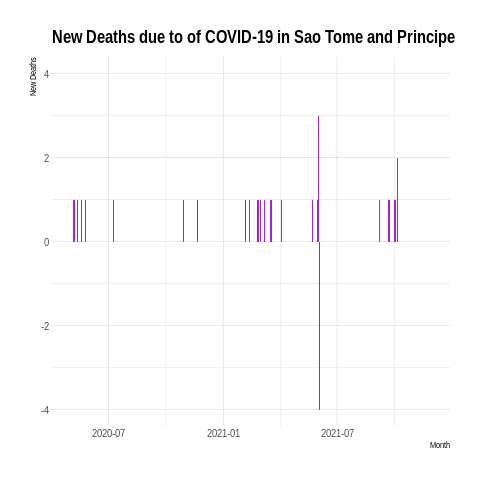 New Deaths due to of COVID-19 in Sao Tome and Principe
New Deaths
4
2
0
-2
-4
2020-07
2021-01
2021-07
Month